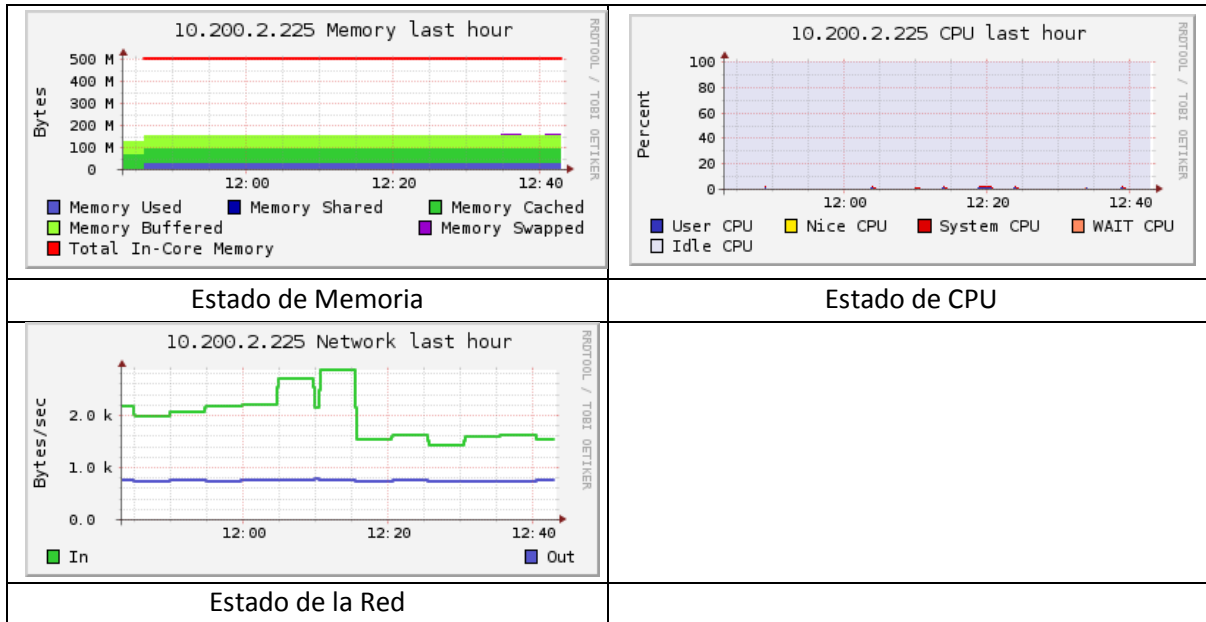 10.200.2.225 Memory last hour
RRDTOOL / TOBI OETIKER
Bytes
500 M
400 M
300 M
200 M
100 M
0
12:00 12:20 12:40
Memory Used Memory Shared Memory Cached
Memory Buffered Memory Swapped
Total In-Core Memory
10.200.2.225 CPU last hour
RRDTOOL / TOBI OETIKER
Percent
100
80
60
40
20
0
12:00 12:20 12:40
User CPU Nice CPU System CPU WAIT CPU
Idle CPU
Estado de Memoria Estado de CPU
10.200.2.225 Network last hour
RRDTOOL / TOBI OETIKER
Bytes/sec
2.0 k
1.0 k
0.0
12:00 12:20 12:40
In Out
Estado de la Red